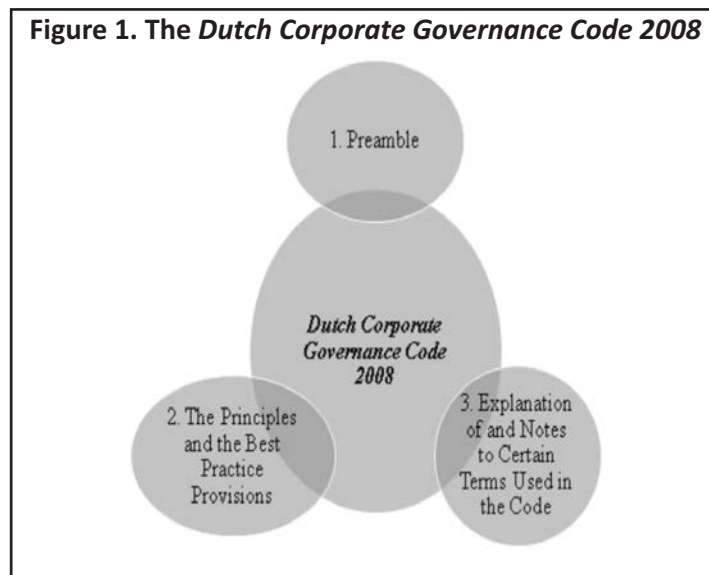 Figure 1. The Dutch Corporate Governance Code 2008
1. Preamble
Dutch Corporate
Governance Code
2008
2. The Principles
and the Best
Practice
Provisions
3. Explanation
of and Notes
to Certain
Terms Used in
the Code